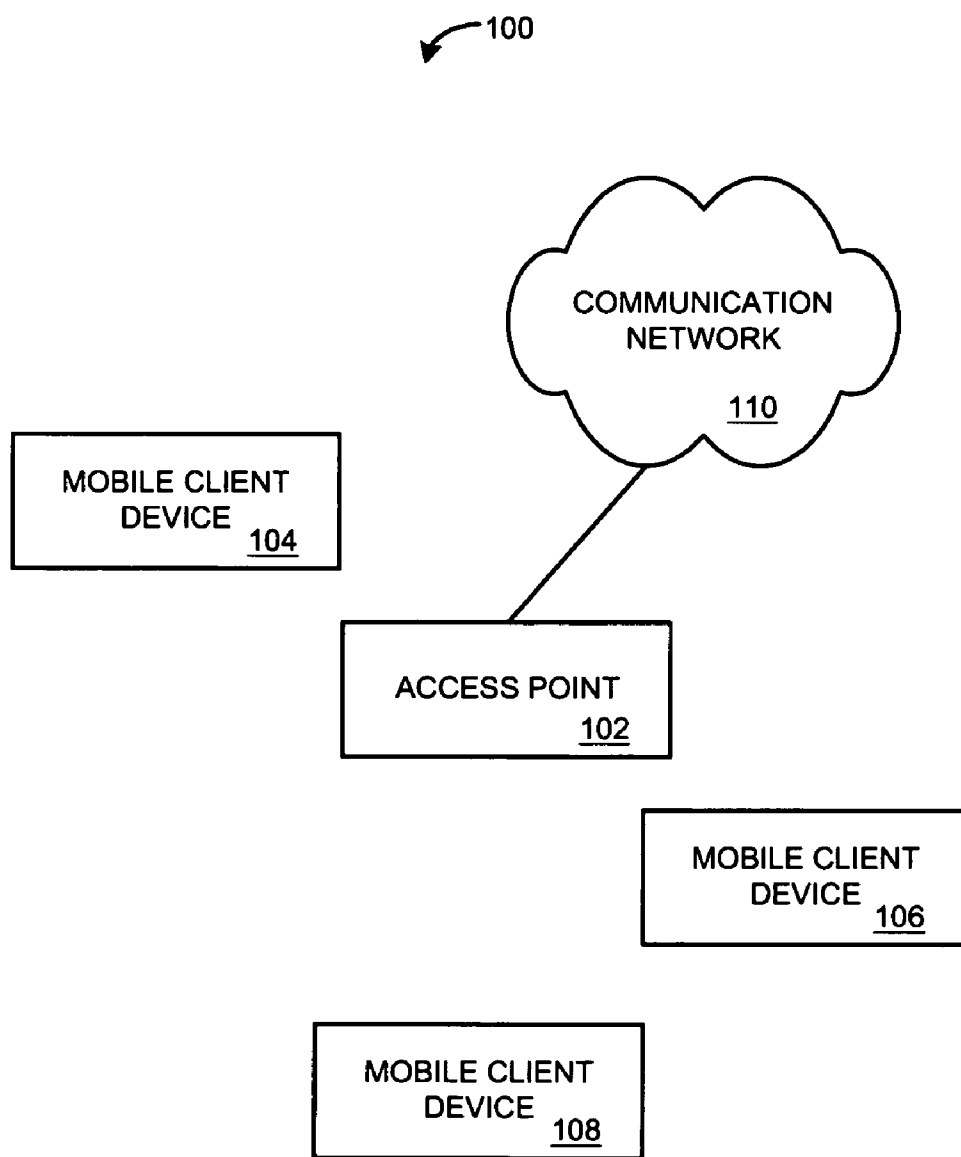 100
COMMUNICATION
NETWORK
110
MOBILE CLIENT
DEVICE
104
ACCESS POINT
102
MOBILE CLIENT
DEVICE
106
MOBILE CLIENT
DEVICE
108